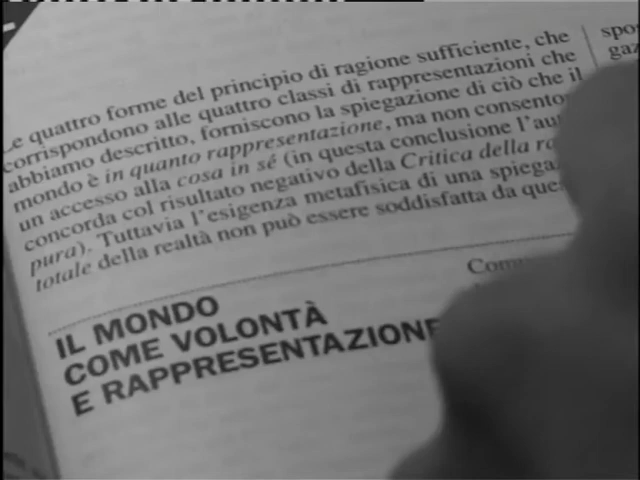 Le quattro forme del principio di ragione sufficiente, che
corrispondono alle quattro classi di rappresentazioni che
abbiamo descritto, forniscono la spiegazione di ciò che il
mondo è in quanto rappresentazione, ma non consento
un accesso alla cosa in sé (in questa conclusione l'au
concorda col risultato negativo della Critica della ra
pura). Tuttavia l'esigenza metafisica di una spiega
totale della realtà non può essere soddisfatta da que
spo
gaz
IL MONDO
COME VOLONTÀ
E RAPPRESENTAZIONE
Com